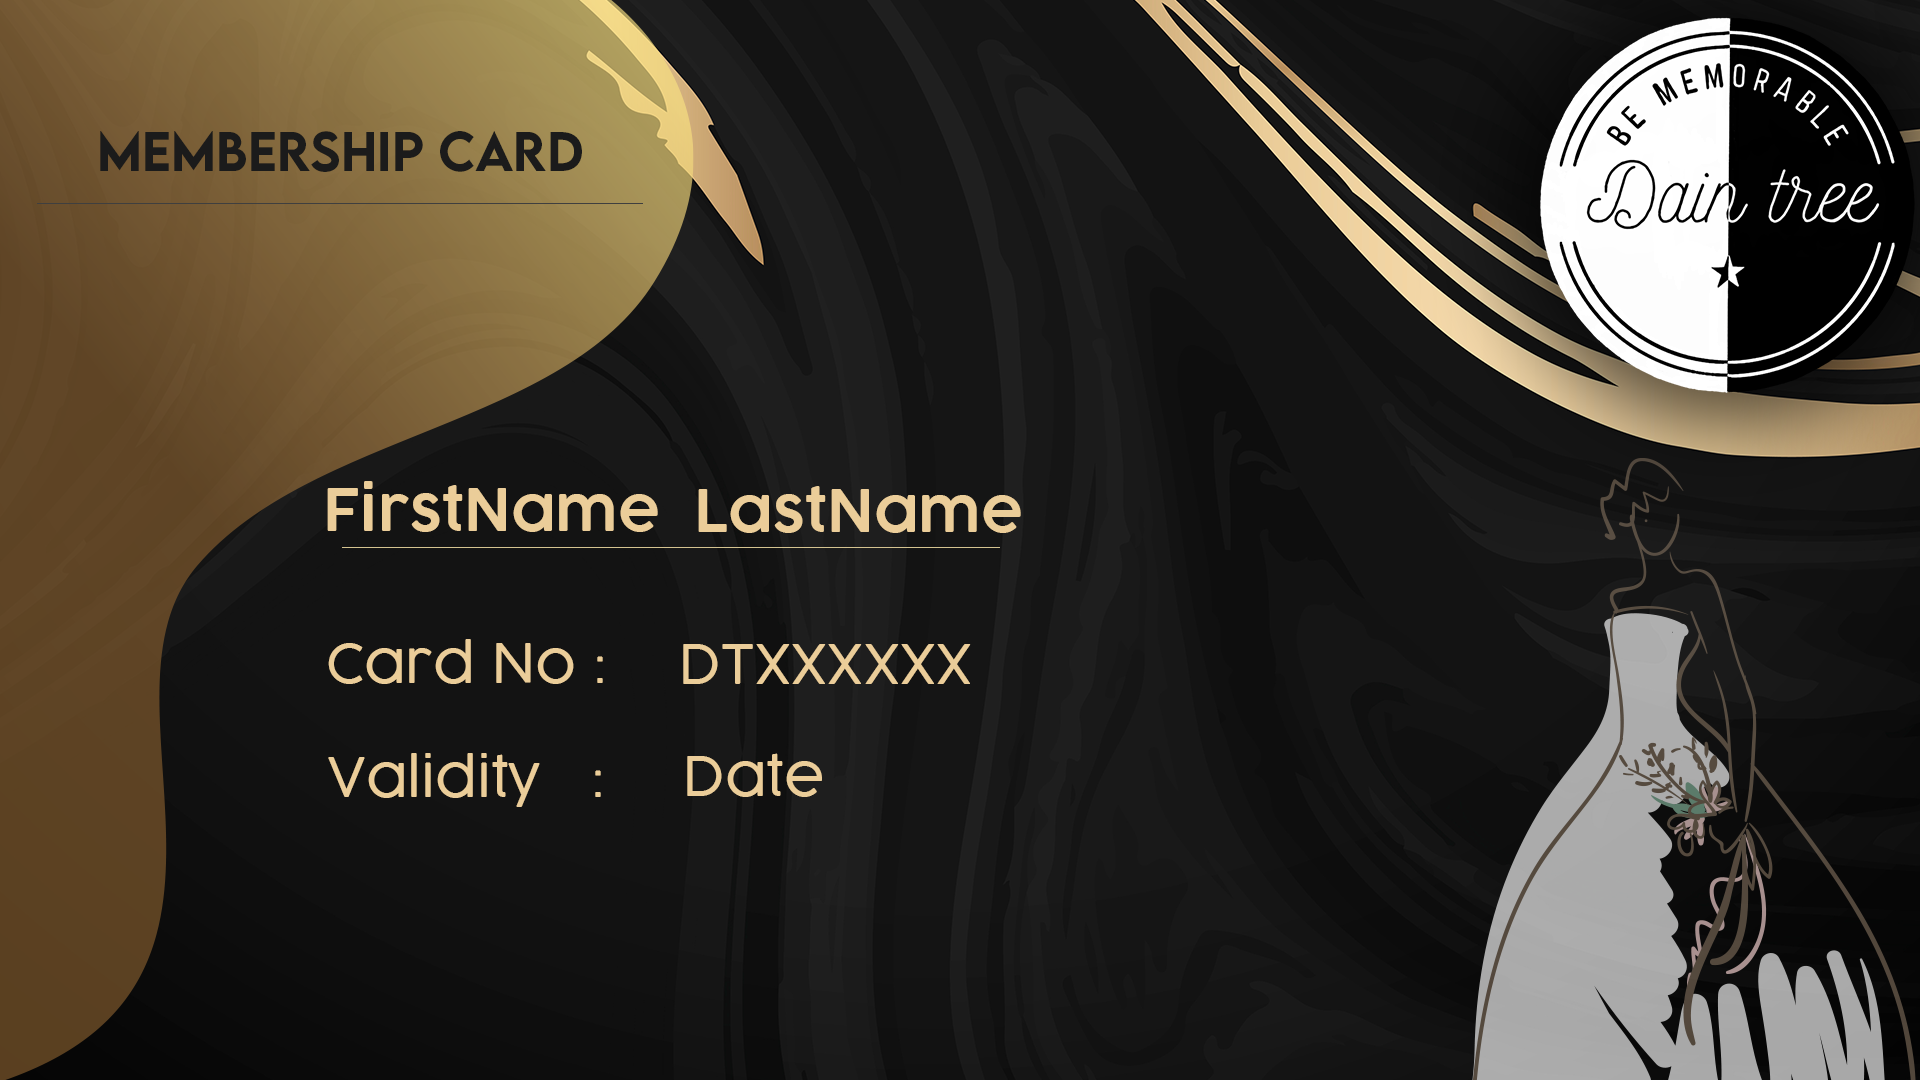 MEMBERSHIP CARD
BE MEMORABLE
Dain tree
FirstName LastName
Card No : DTXXXXXX
Validity : Date